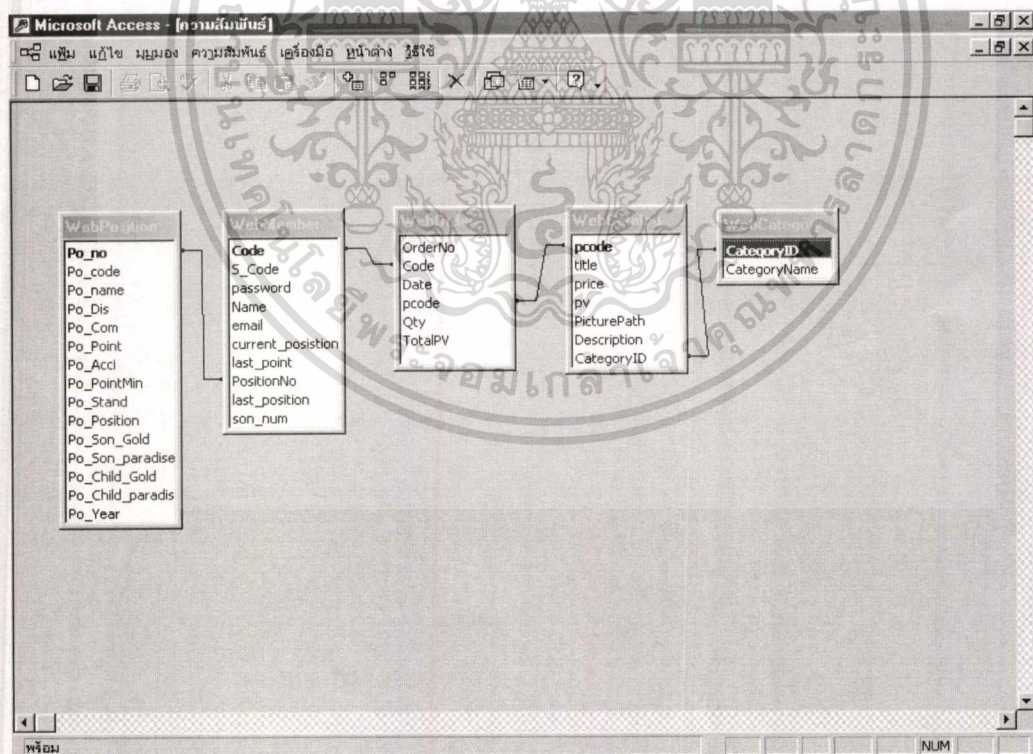 Microsoft Access - [ความสัมพันธ์]
แฟ้ม แก้ไข มุมมอง ความสัมพันธ์ เครื่องมือ หน้าต่าง วิธีใช้
WebPosition
Po_no
Po_code
Po_name
Po_Dis
Po_Com
Po_Point
Po_Acci
Po_PointMin
Po_Stand
Po_Position
Po_Son_Gold
Po_Son_paradise
Po_Child_Gold
Po_Child_paradis
Po_Year
Code
S_Code
password
Name
email
current_posistion
last_point
PositionNo
last_position
son_num
OrderNo
Code
Date
pcode
Qty
TotalPV
pcode
title
price
pv
PicturePath
Description
CategoryID
CategoryID
CategoryName
พร้อม
NUM